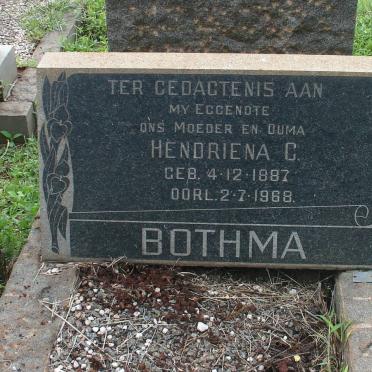 TER GEDAGTENIS AAN
MY EGGENOTE
ONS MOEDER EN OUMA
HENDRIENA C.
GEB. 4-12-1887
OORL. 2-7-1968.
BOTHMA